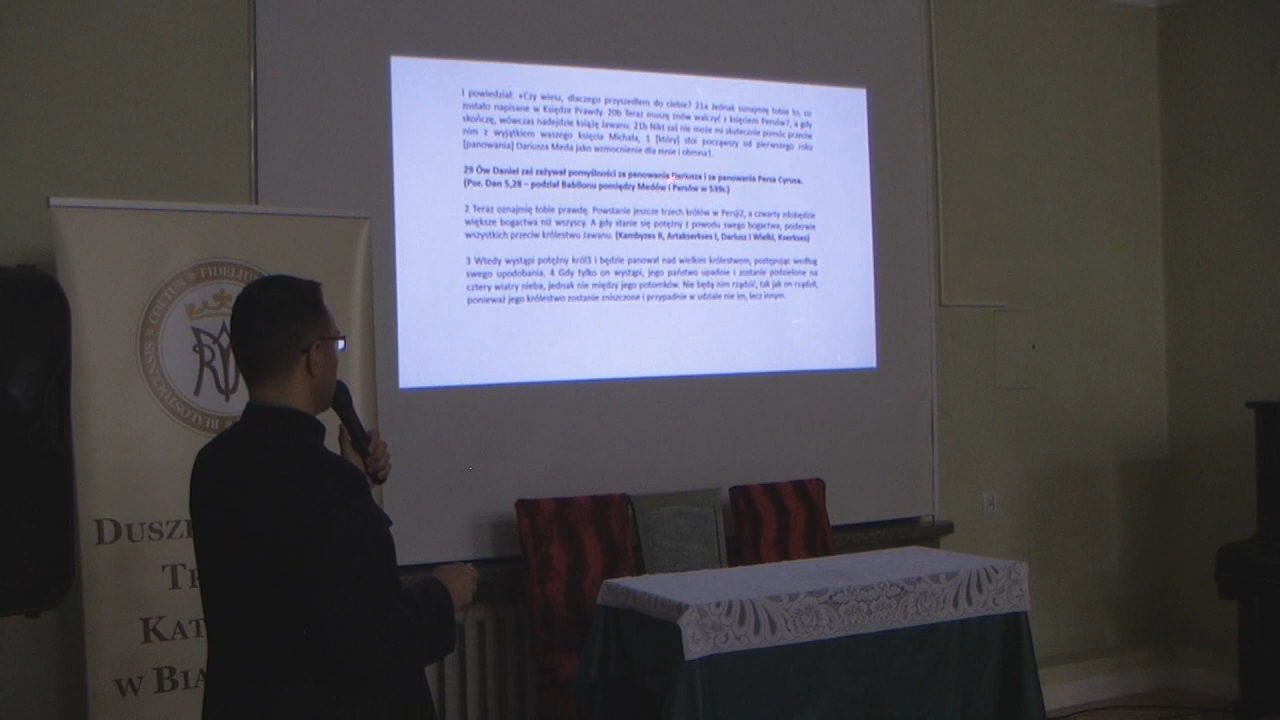 I powiedział: «Czy wiesz, dlaczego przyszedłem do ciebie? 21a Jednak oznajmię tobie to, co
zostało napisane w Księdze Prawdy. 20b Teraz muszę znów walczyć z księciem Persów?, a gdy
skończę, wówczas nadejdzie książę Jawanu. 21b Nikt zaś nie może mi skutecznie pomóc przeciw
nim z wyjątkiem waszego księcia Michała, 1 [który] stoi począwszy od pierwszego roku
[panowania] Dariusza Meda jako wzmocnienie dla mnie i obrona1.
29 Ów Daniel zaś zażywał pomyślności za panowania Dariusza i za panowania Persa Cyrusa.
(Por. Dan 5,28 – podział Babilonu pomiędzy Medów i Persów w 539r.)
2 Teraz oznajmię tobie prawdę. Powstanie jeszcze trzech królów w Persji2, a czwarty zdobędzie
większe bogactwa niż wszyscy. A gdy stanie się potężny z powodu swego bogactwa, poderwie
wszystkich przeciw królestwu Jawanu. (Kambyzes II, Artakserkses I, Dariusz I Wielki, Kserkses)
3 Wtedy wystąpi potężny król3 i będzie panował nad wielkim królestwem, postępując według
swego upodobania. 4 Gdy tylko on wystąpi, jego państwo upadnie i zostanie podzielone na
cztery wiatry nieba, jednak nie między jego potomków. Nie będą nim rządzić, tak jak on rządził,
ponieważ jego królestwo zostanie zniszczone i przypadnie w udziale nie im, lecz innym.
BIALOSTOCENSIS COETUS FIDELIU
DUSZ
TR
KAT
W BIA